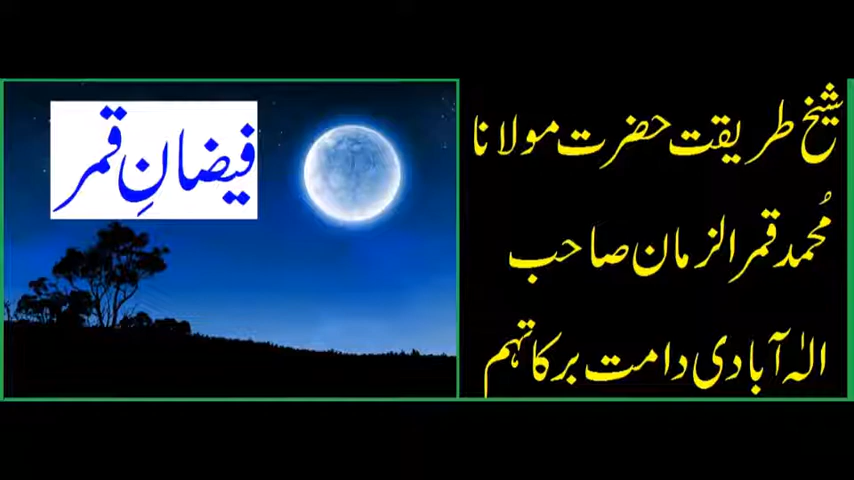 شیخ طریقت حضرت مولانا
مُحمد قمر الزمان صاحب
الہٰ آبادی دامت برکاتہم
فیضانِ قمر